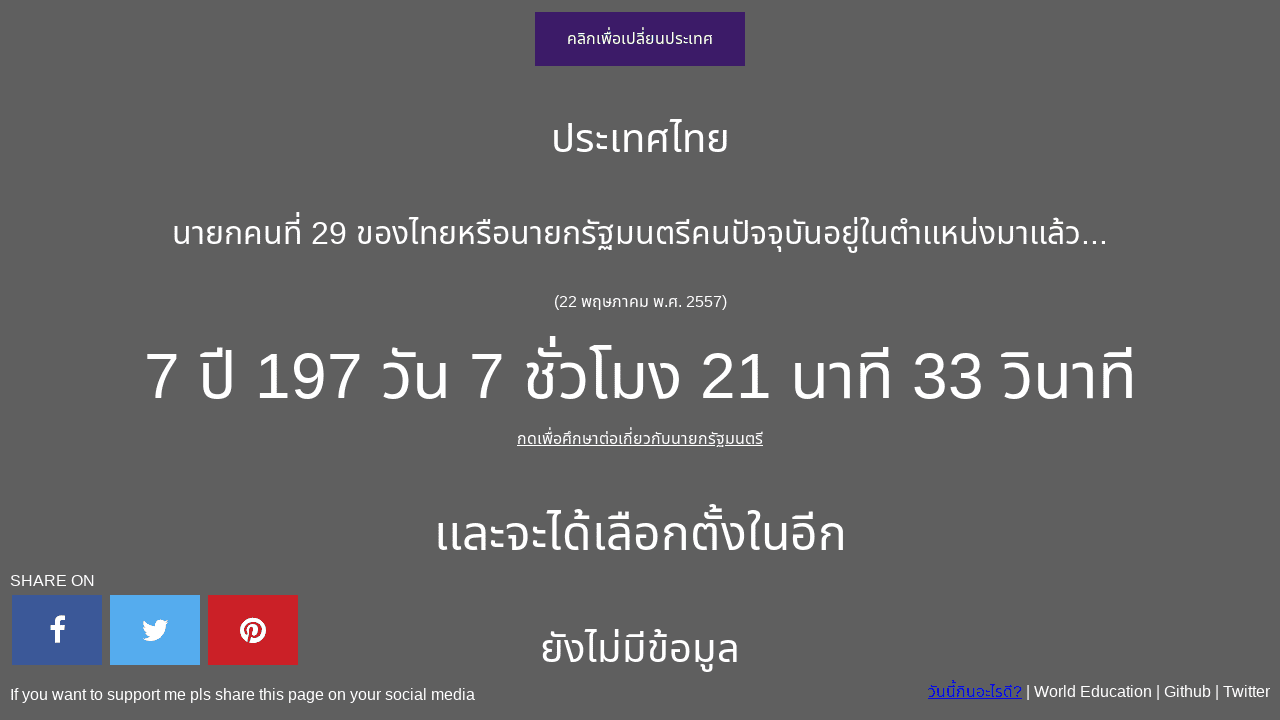 คลิกเพื่อเปลี่ยนประเทศ
ประเทศไทย
นายกคนที่ 29 ของไทยหรือนายกรัฐมนตรีคนปัจจุบันอยู่ในตำแหน่งมาแล้ว...
(22 พฤษภาคม พ.ศ. 2557)
7 ปี 197 วัน 7 ชั่วโมง 21 นาที 33 วินาที
กดเพื่อศึกษาต่อเกี่ยวกับนายกรัฐมนตรี
และจะได้เลือกตั้งในอีก
ยังไม่มีข้อมูล
SHARE ON
If you want to support me pls share this page on your social media
วันนี้กินอะไรดี? | World Education | Github | Twitter